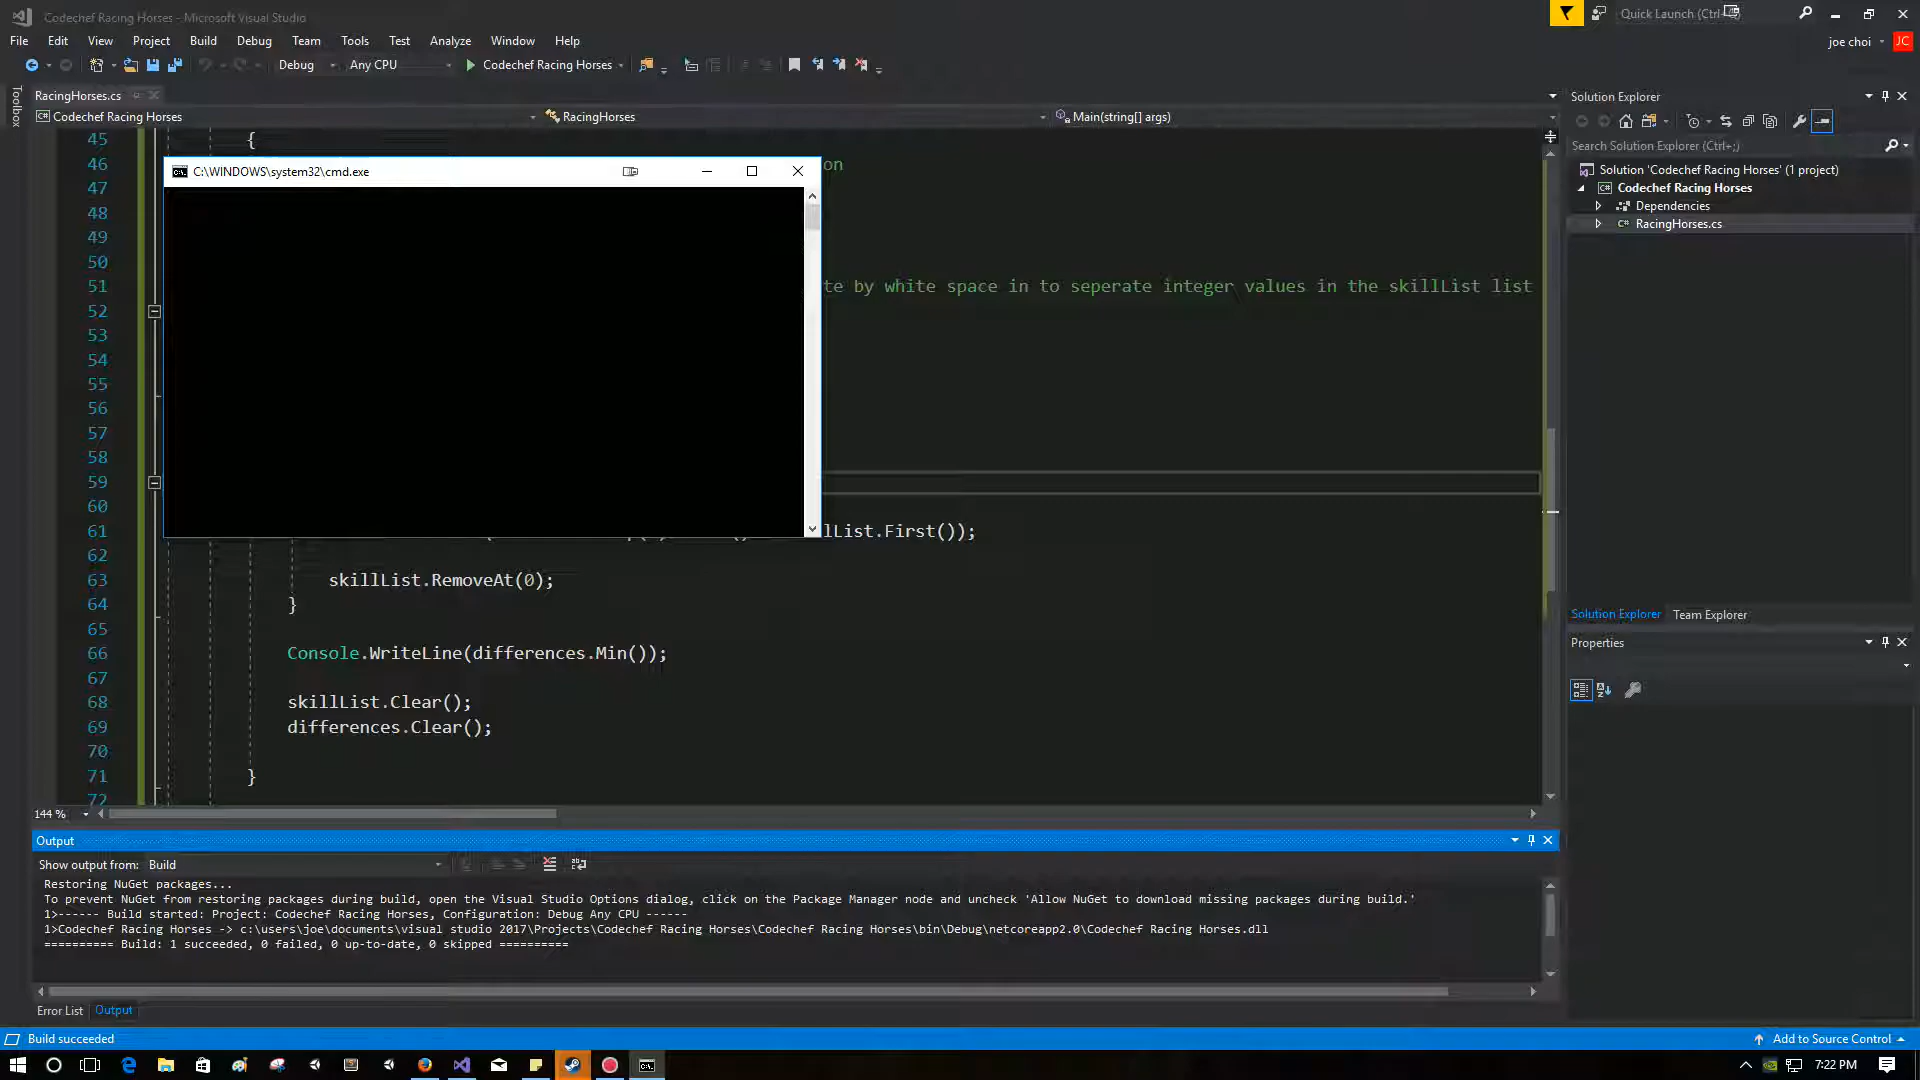 Codechef Racing Horses - Microsoft Visual Studio
Quick Launch (Ctrl+Q)
File Edit View Project Build Debug Team Tools Test Analyze Window Help
joe choi JC
Debug Any CPU Codechef Racing Horses
Toolbox
RacingHorses.cs
Codechef Racing Horses RacingHorses Main(string[] args)
45 {
46 on
47
48
49
50
51 te by white space in to seperate integer values in the skillList list
52
53
54
55
56
57
58
59
60
61 lList.First());
62
63 skillList.RemoveAt(0);
64 }
65
66 Console.WriteLine(differences.Min());
67
68 skillList.Clear();
69 differences.Clear();
70
71 }
72
C:\WINDOWS\system32\cmd.exe
144 %
Solution Explorer
Search Solution Explorer (Ctrl+;)
Solution 'Codechef Racing Horses' (1 project)
Codechef Racing Horses
Dependencies
RacingHorses.cs
Solution Explorer Team Explorer
Properties
Output
Show output from: Build
Restoring NuGet packages...
To prevent NuGet from restoring packages during build, open the Visual Studio Options dialog, click on the Package Manager node and uncheck 'Allow NuGet to download missing packages during build.'
1>------ Build started: Project: Codechef Racing Horses, Configuration: Debug Any CPU ------
1>Codechef Racing Horses -> c:\users\joe\documents\visual studio 2017\Projects\Codechef Racing Horses\Codechef Racing Horses\bin\Debug\netcoreapp2.0\Codechef Racing Horses.dll
========== Build: 1 succeeded, 0 failed, 0 up-to-date, 0 skipped ==========
Error List Output
Build succeeded
Add to Source Control
7:22 PM